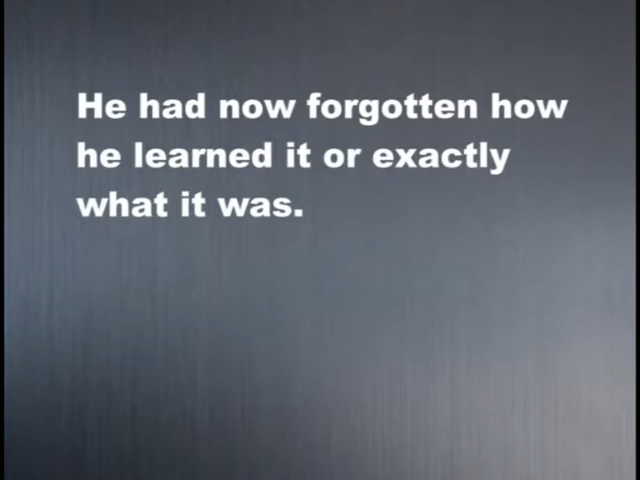 He had now forgotten how
he learned it or exactly
what it was.